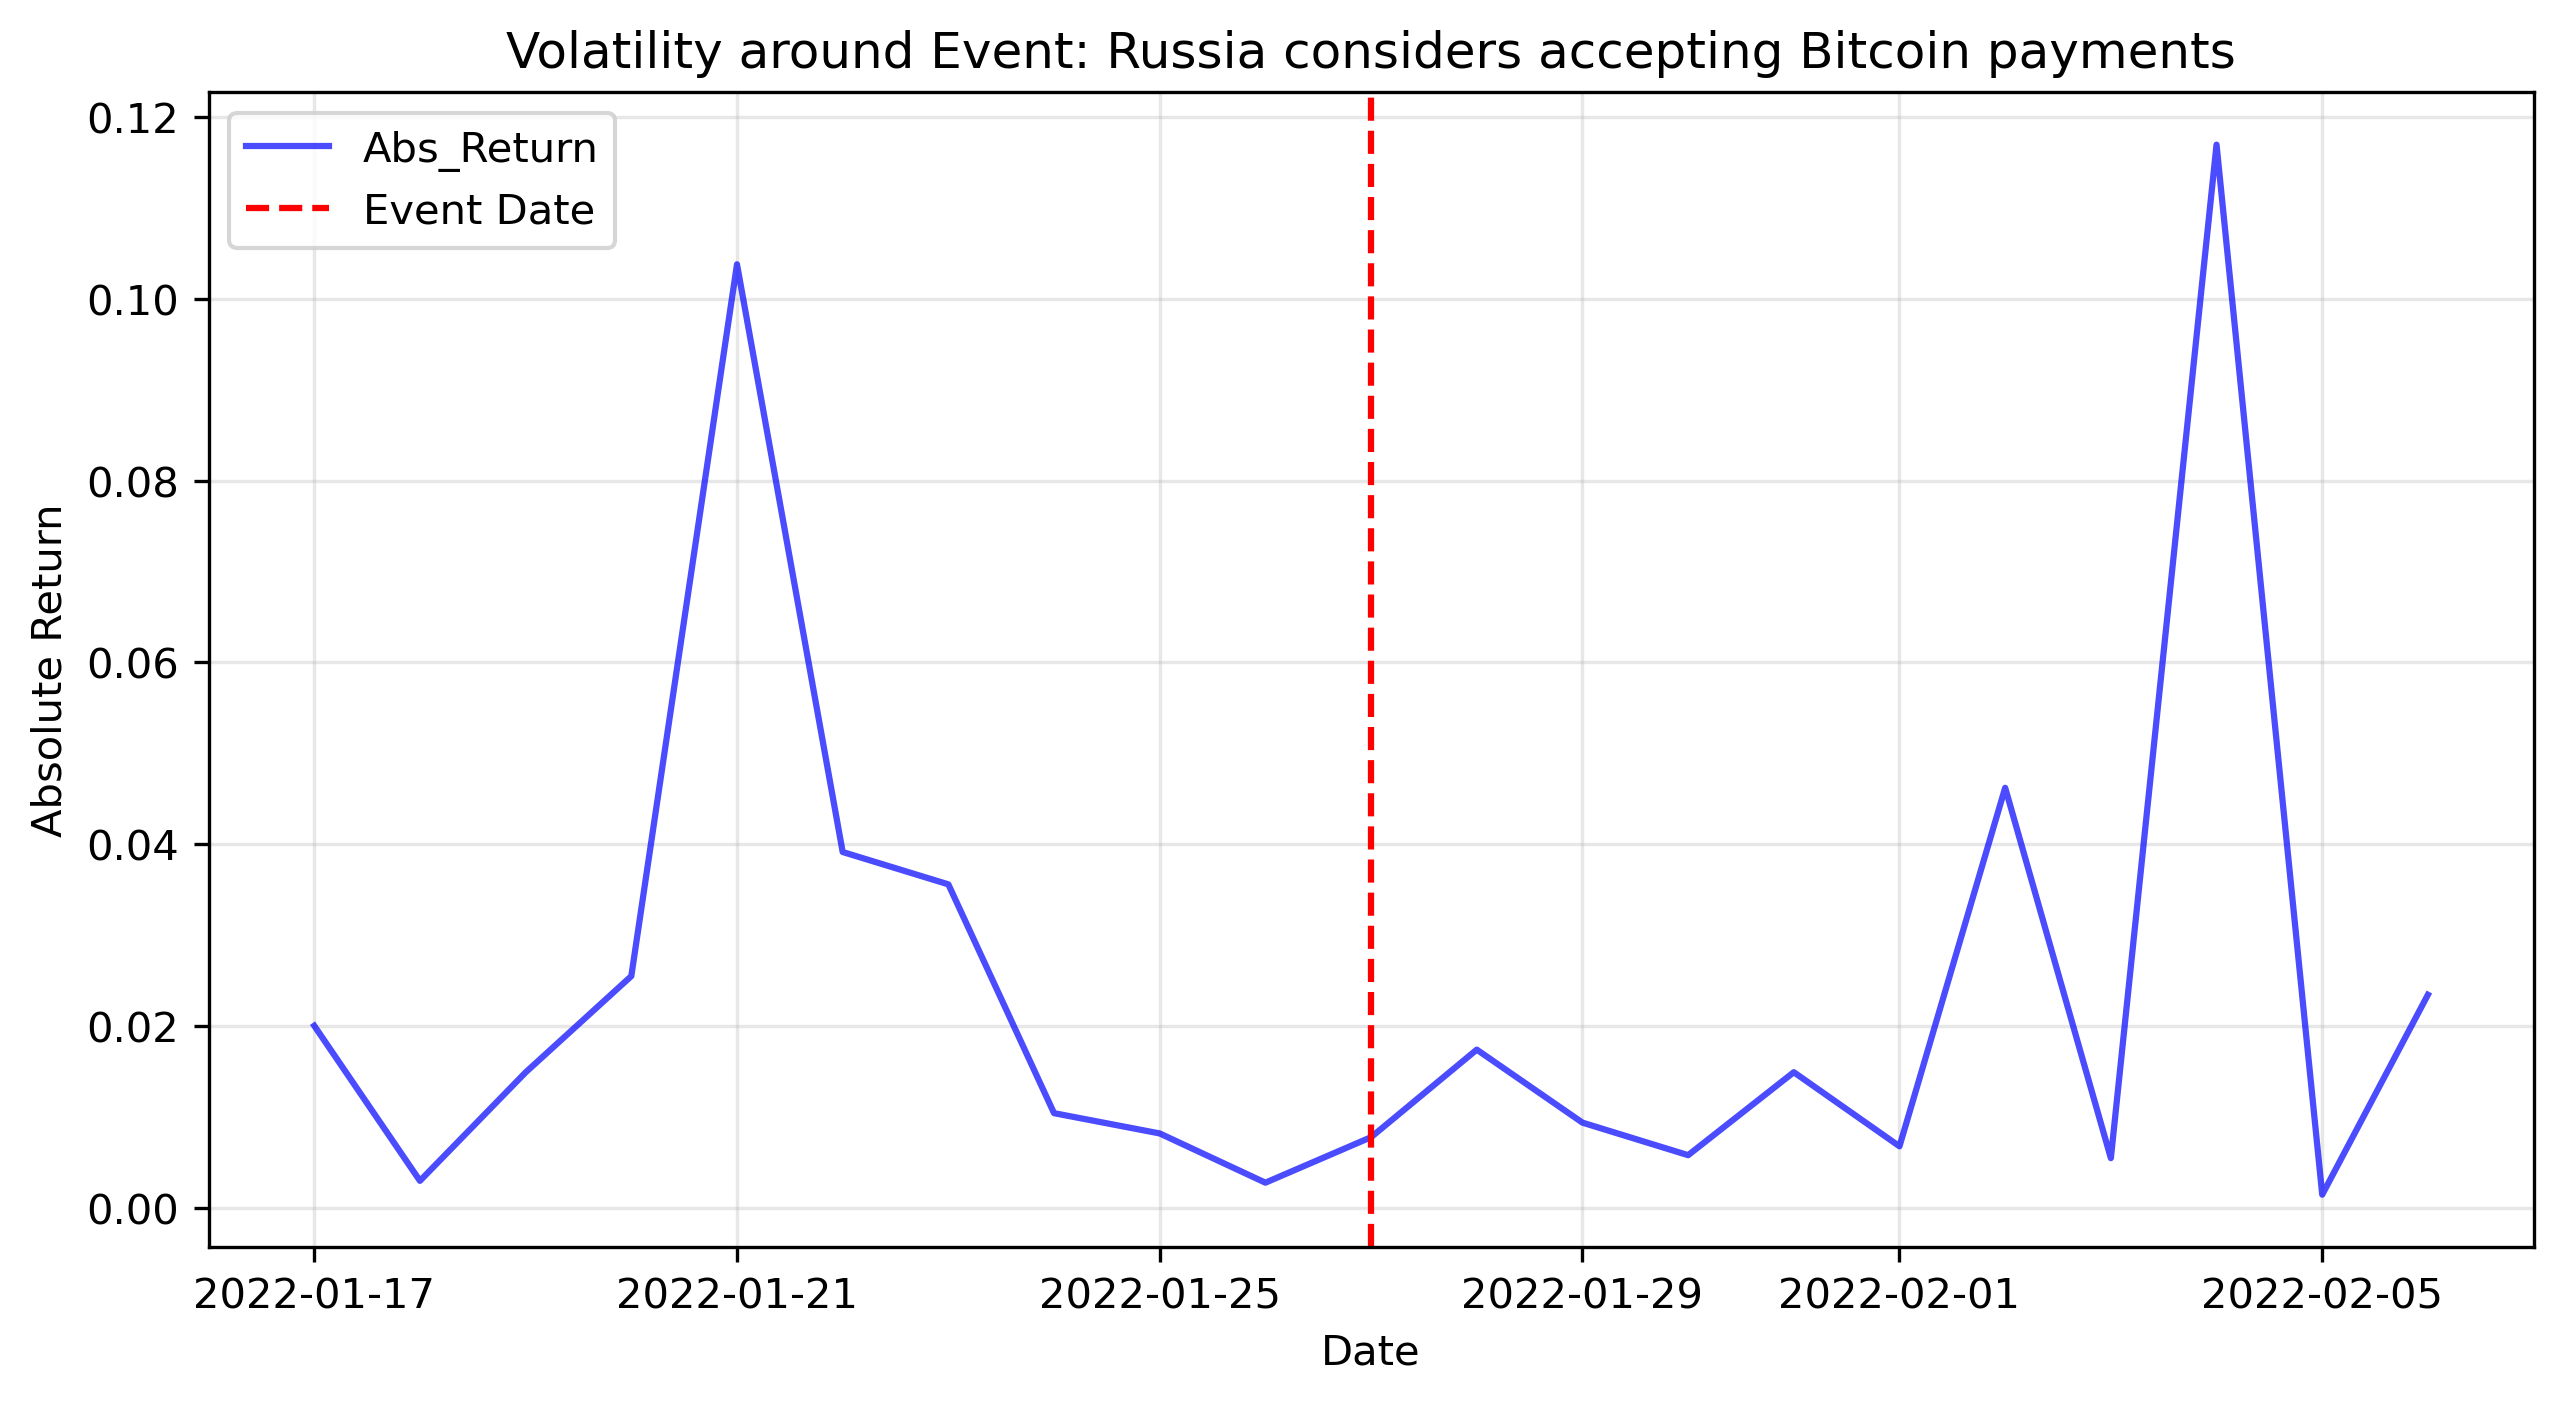 Volatility around Event: Russia considers accepting Bitcoin payments
Abs_Return
Event Date
Absolute Return
0.12
0.10
0.08
0.06
0.04
0.02
0.00
2022-01-17 2022-01-21 2022-01-25 2022-01-29 2022-02-01 2022-02-05
Date